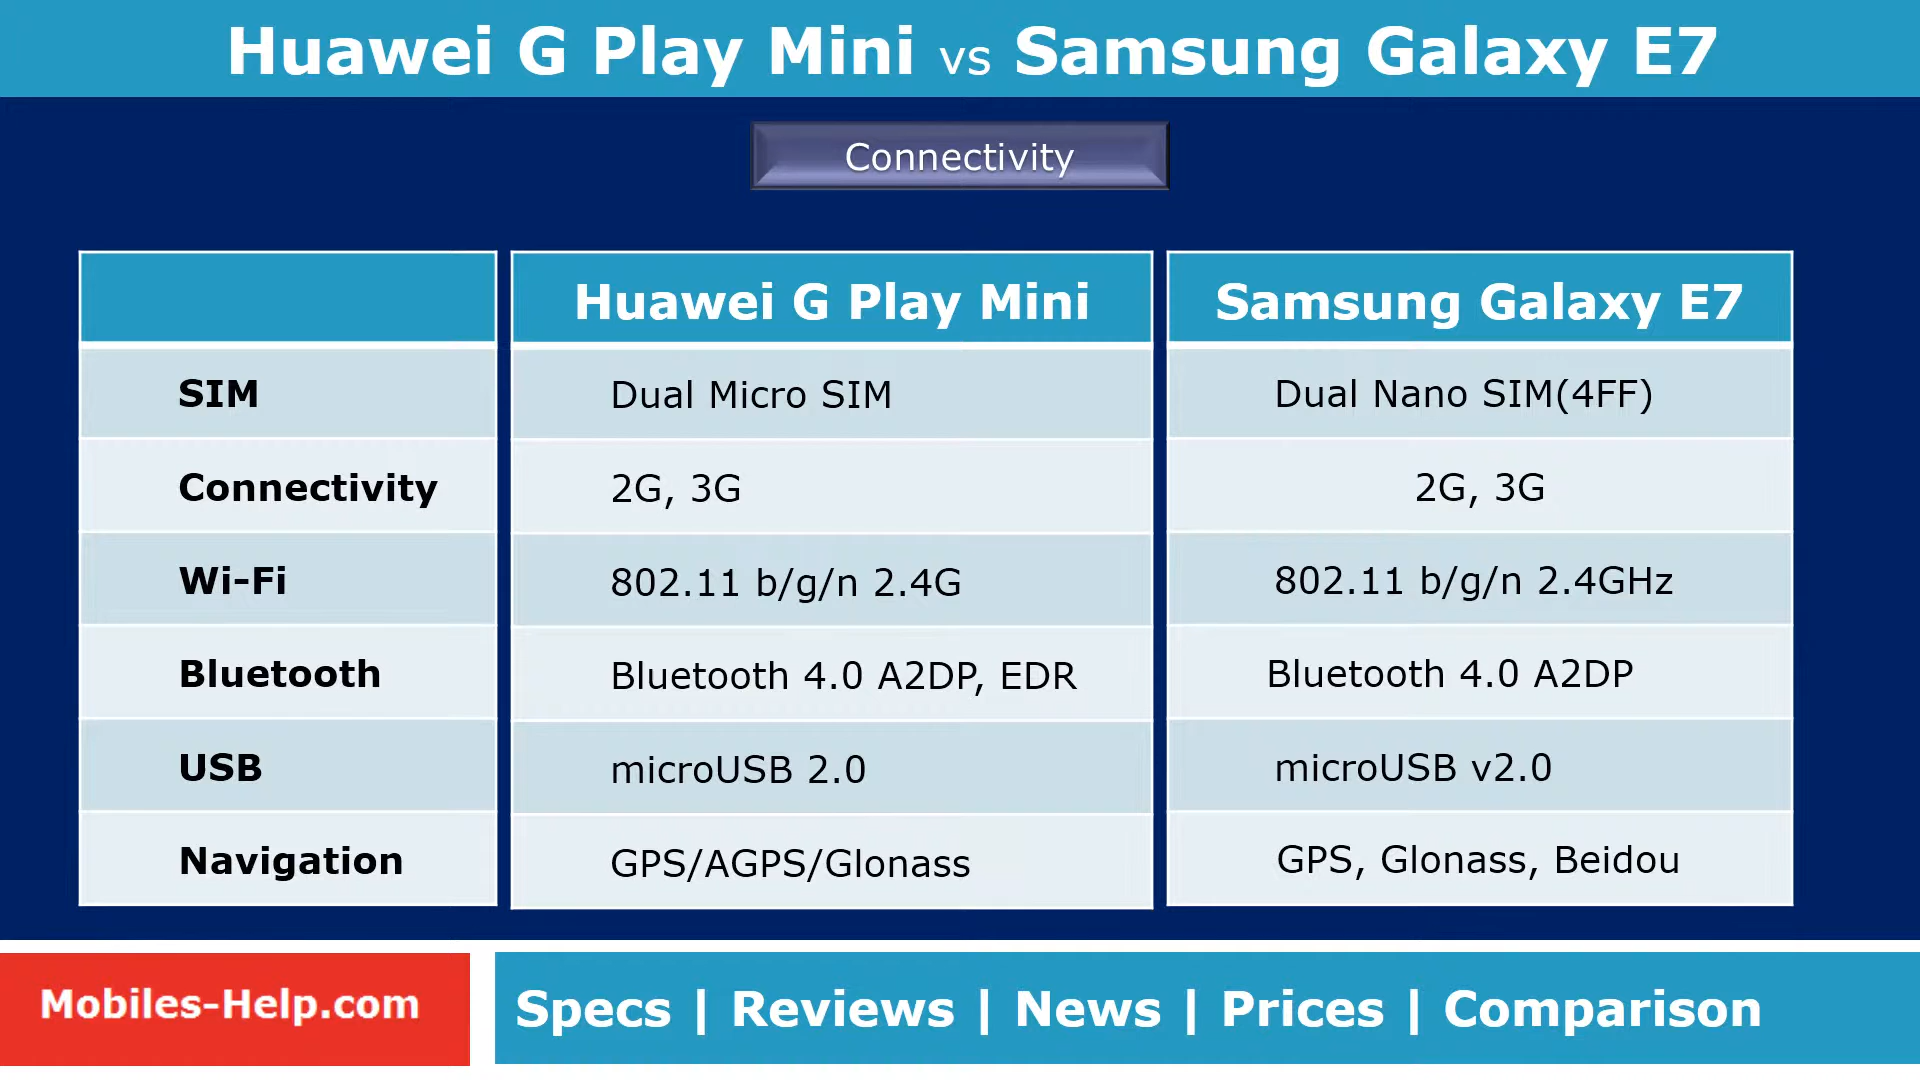 Huawei G Play Mini vs Samsung Galaxy E7
Connectivity
Huawei G Play Mini Samsung Galaxy E7
SIM Dual Micro SIM Dual Nano SIM(4FF)
Connectivity 2G, 3G 2G, 3G
Wi-Fi 802.11 b/g/n 2.4G 802.11 b/g/n 2.4GHz
Bluetooth Bluetooth 4.0 A2DP, EDR Bluetooth 4.0 A2DP
USB microUSB 2.0 microUSB v2.0
Navigation GPS/AGPS/Glonass GPS, Glonass, Beidou
Mobiles-Help.com Specs | Reviews | News | Prices | Comparison